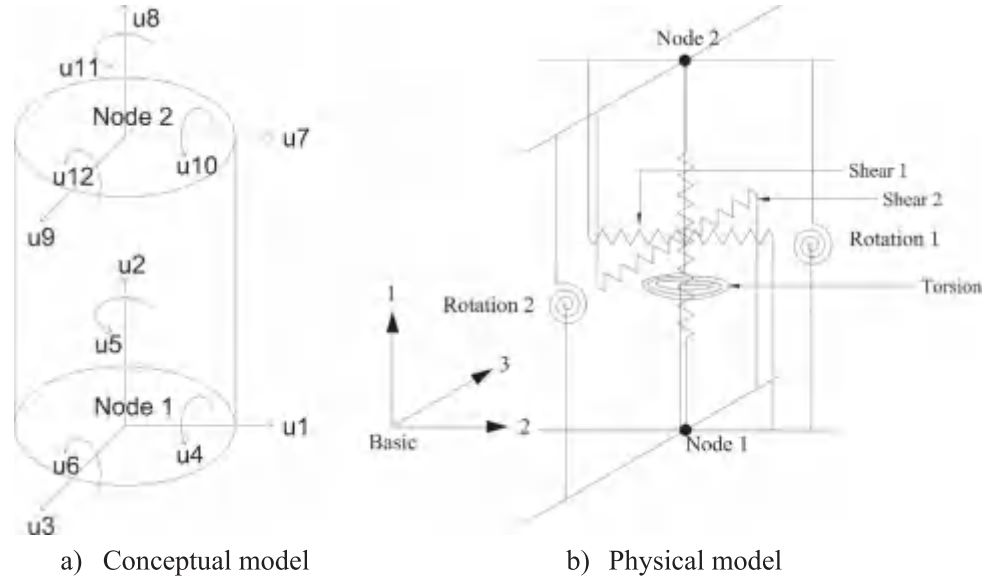 u8
u11
Node 2
u7
u10
u12
u9
u2
u5
Node 1
u1
u4
u6
u3
a) Conceptual model
Node 2
Shear 1
Shear 2
Rotation 1
Rotation 2
Torsion
1
3
2
Basic
Node 1
b) Physical model